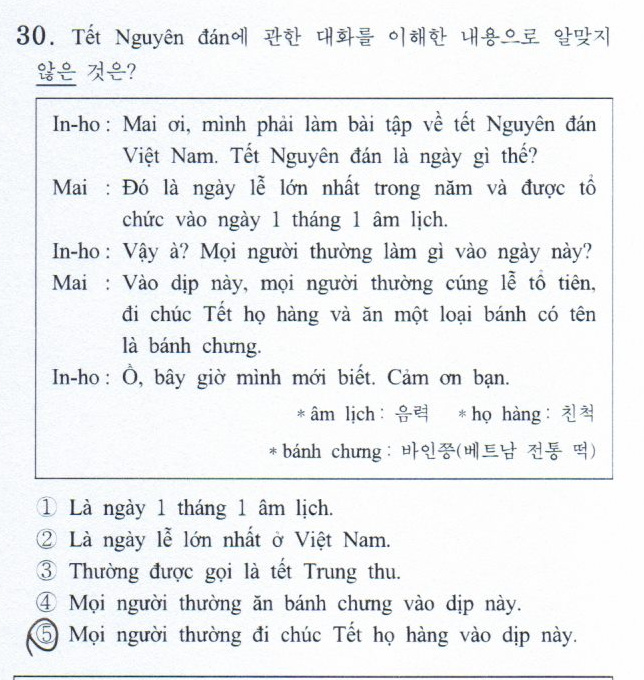 30. Tết Nguyên đán에 관한 대화를 이해한 내용으로 알맞지
않은 것은?
In-ho : Mai ơi, mình phải làm bài tập về tết Nguyên đán
Việt Nam. Tết Nguyên đán là ngày gì thế?
Mai : Đó là ngày lễ lớn nhất trong năm và được tổ
chức vào ngày 1 tháng 1 âm lịch.
In-ho : Vậy à? Mọi người thường làm gì vào ngày này?
Mai : Vào dịp này, mọi người thường cúng lễ tổ tiên,
đi chúc Tết họ hàng và ăn một loại bánh có tên
là bánh chưng.
In-ho : Ồ, bây giờ mình mới biết. Cảm ơn bạn.
* âm lịch : 음력 * họ hàng : 친척
* bánh chưng : 바인쯩(베트남 전통 떡)
① Là ngày 1 tháng 1 âm lịch.
② Là ngày lễ lớn nhất ở Việt Nam.
③ Thường được gọi là tết Trung thu.
④ Mọi người thường ăn bánh chưng vào dịp này.
⑤ Mọi người thường đi chúc Tết họ hàng vào dịp này.